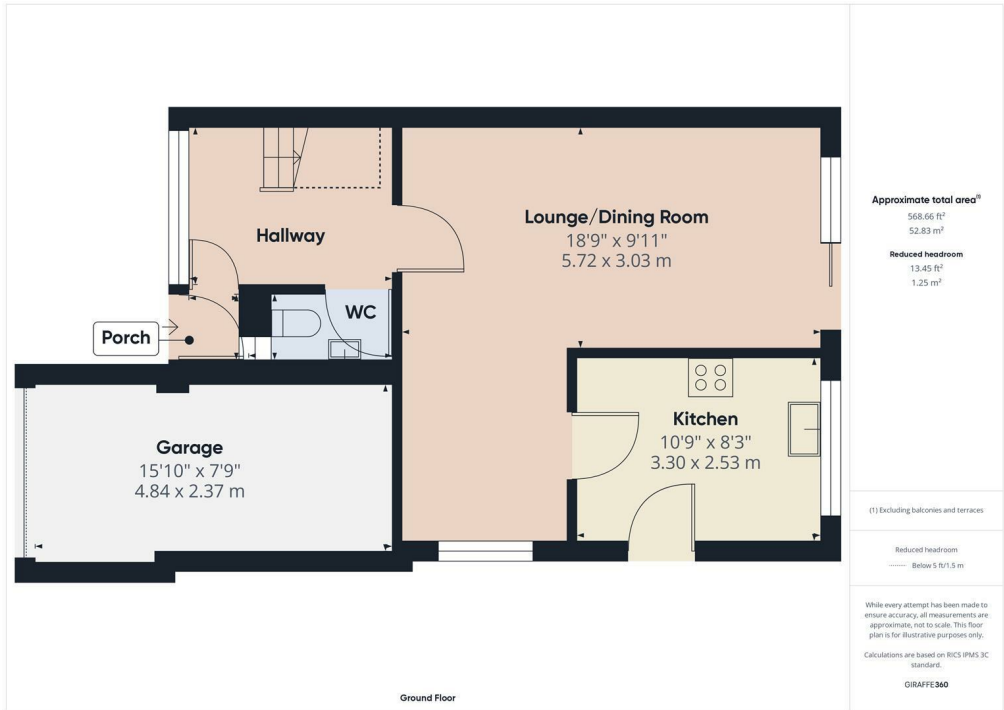 Hallway
Lounge/Dining Room
18'9" x 9'11"
5.72 x 3.03 m
WC
Porch
Kitchen
10'9" x 8'3"
3.30 x 2.53 m
Garage
15'10" x 7'9"
4.84 x 2.37 m
Ground Floor
Approximate total area(1)
568.66 ft²
52.83 m²
Reduced headroom
13.45 ft²
1.25 m²
(1) Excluding balconies and terraces
Reduced headroom
Below 5 ft/1.5 m
While every attempt has been made to
ensure accuracy, all measurements are
approximate, not to scale. This floor
plan is for illustrative purposes only.
Calculations are based on RICS IPMS 3C
standard.
GIRAFFE360